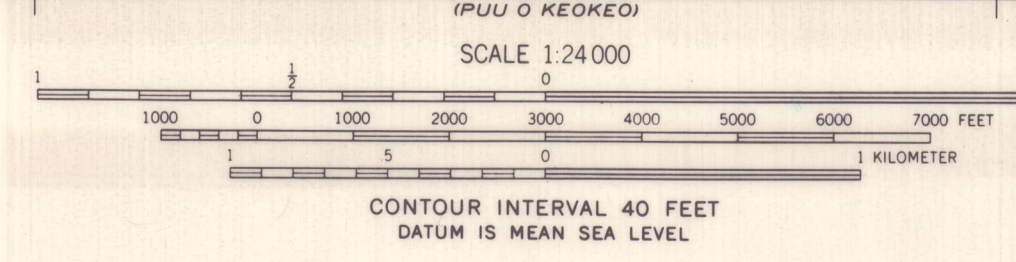 (PUU O KEOKEO)
SCALE 1:24 000
1 1/2 0
1000 0 1000 2000 3000 4000 5000 6000 7000 FEET
1 .5 0 1 KILOMETER
CONTOUR INTERVAL 40 FEET
DATUM IS MEAN SEA LEVEL